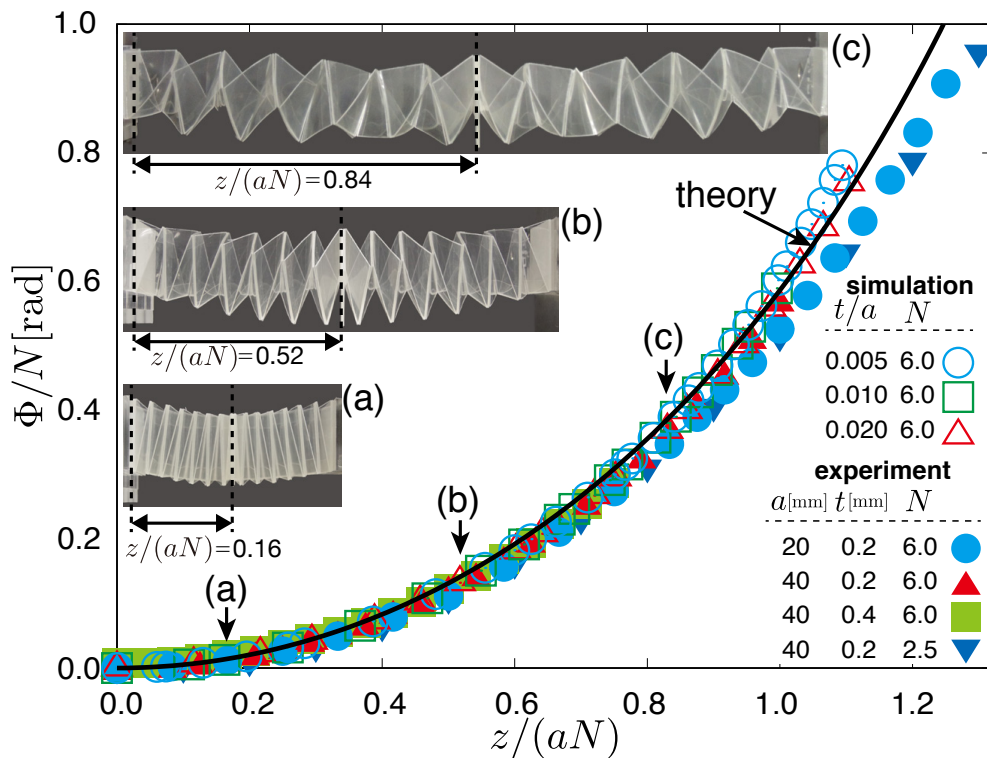 1.0
0.8
0.6
0.4
0.2
0.0
Φ/N[rad]
(c)
z/(aN)=0.84
(b)
z/(aN)=0.52
(a)
z/(aN)=0.16
theory
(c)
(b)
(a)
simulation
t/a N
0.005 6.0
0.010 6.0
0.020 6.0
experiment
a[mm] t[mm] N
20 0.2 6.0
40 0.2 6.0
40 0.4 6.0
40 0.2 2.5
0.0 0.2 0.4 0.6 0.8 1.0 1.2
z/(aN)